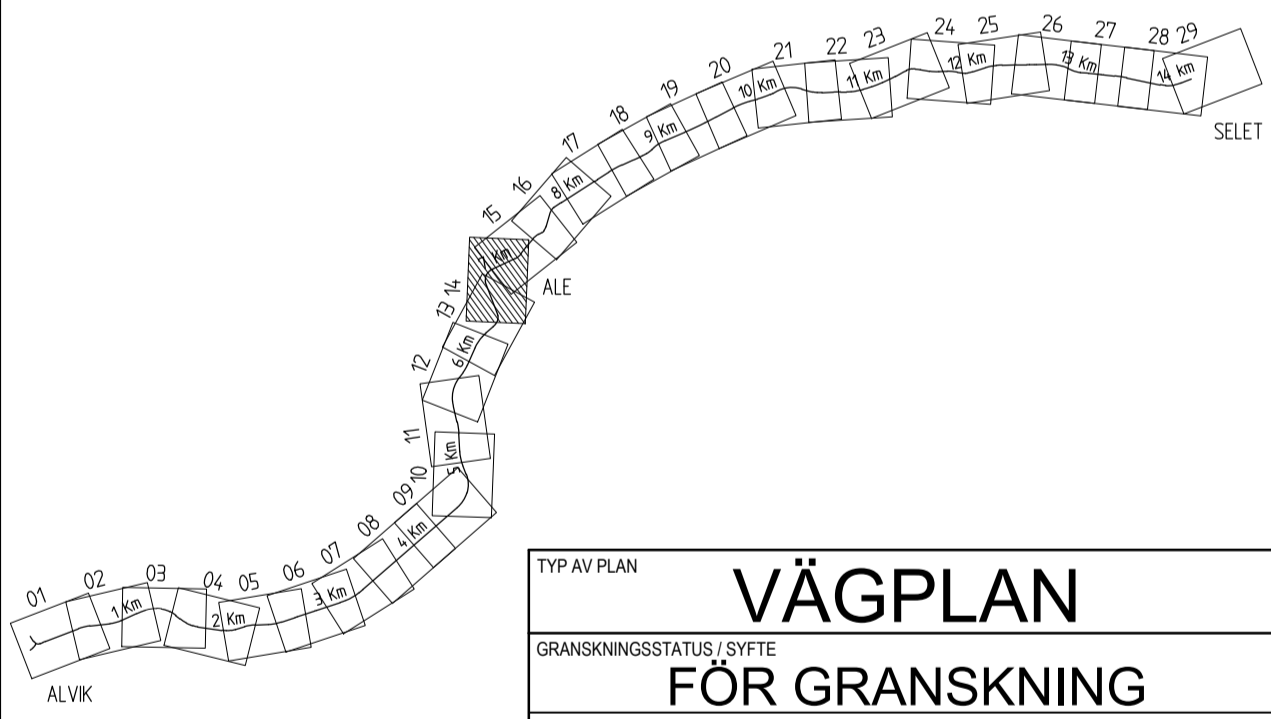 01
02
03
04
05
06
07
08
09
10
11
12
13
14
15
16
17
18
19
20
21
22
23
24
25
26
27
28
29
1 Km
2 Km
3 Km
4 Km
5 Km
6 Km
7 Km
8 Km
9 Km
10 Km
11 Km
12 Km
13 Km
14 Km
ALVIK
ALE
SELET
TYP AV PLAN
VÄGPLAN
GRANSKNINGSSTATUS / SYFTE
FÖR GRANSKNING